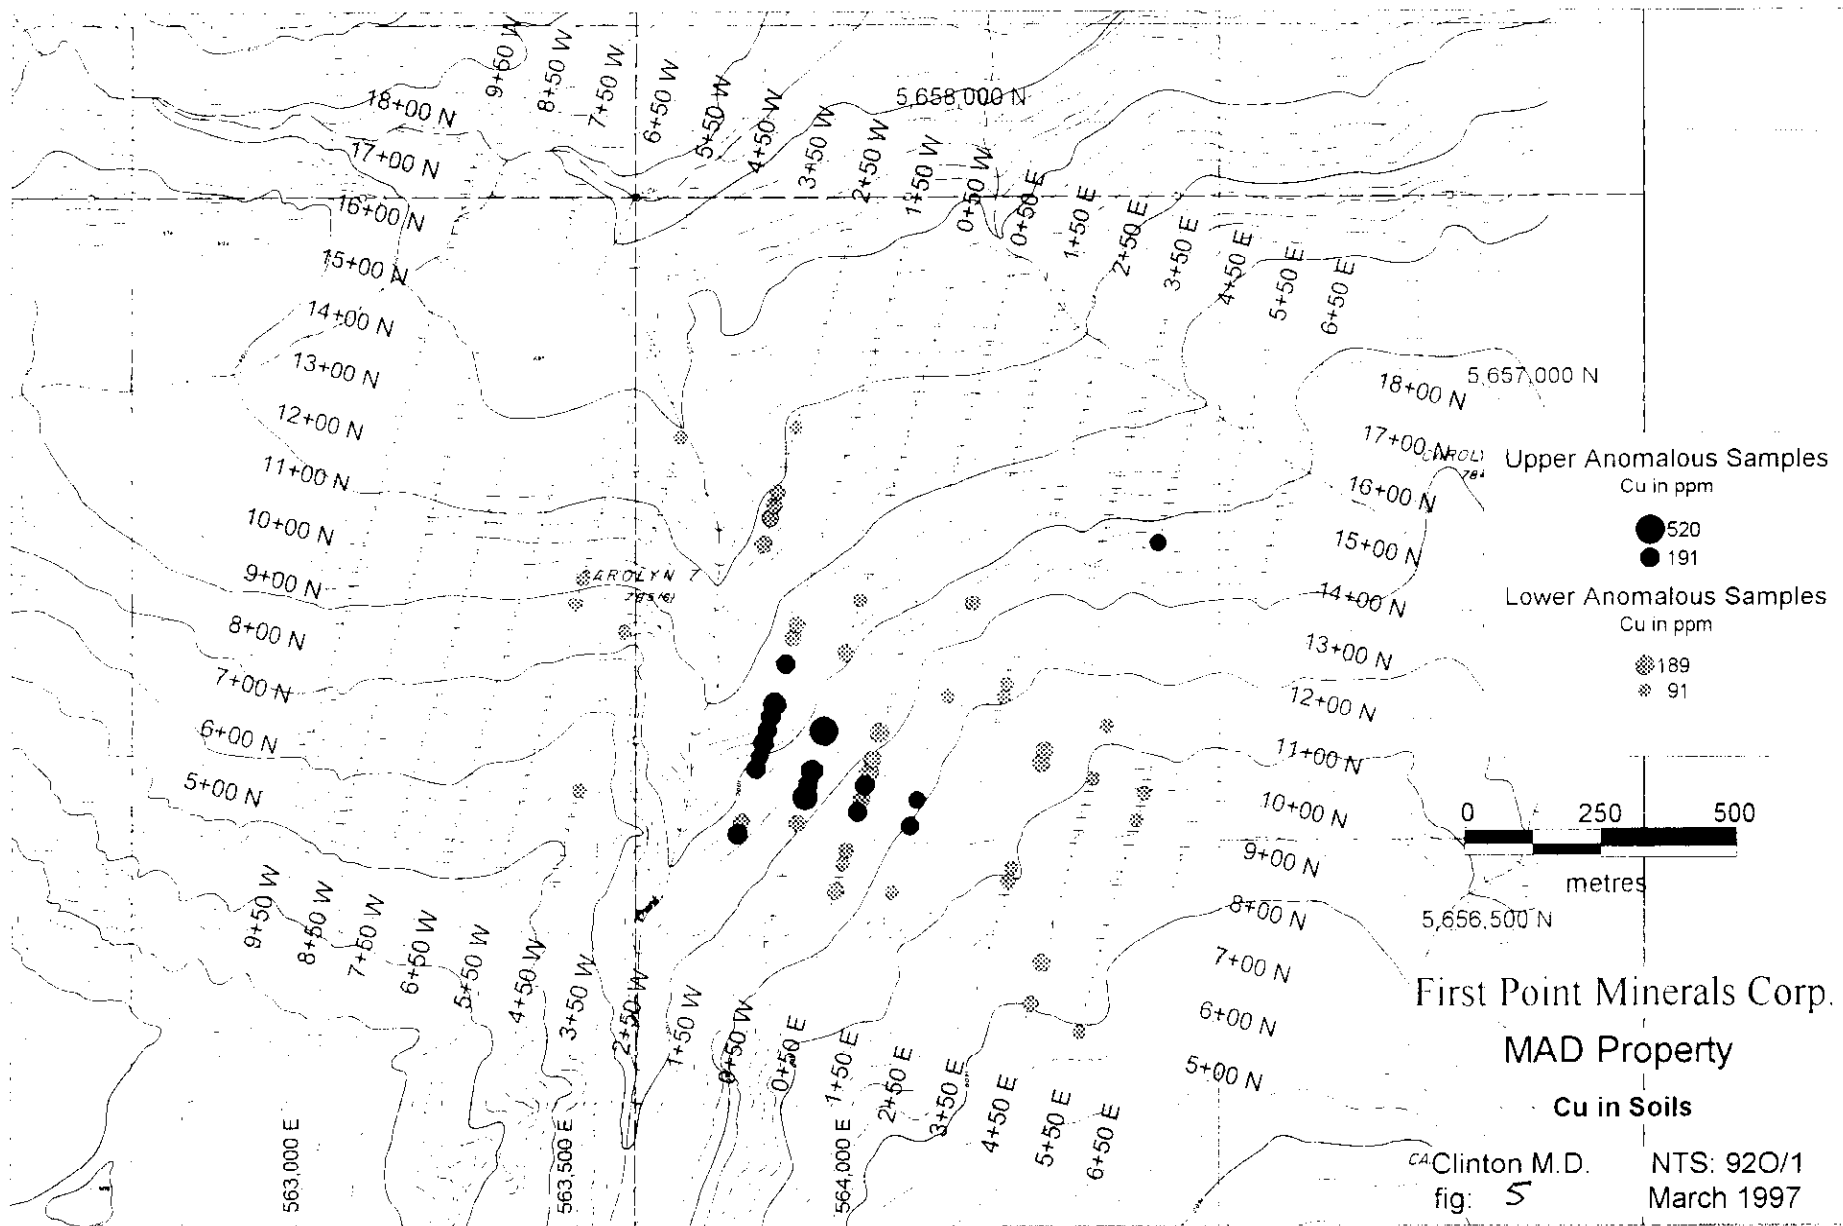 9+50 W
8+50 W
7+50 W
6+50 W
5+50 W
4+50 W
3+50 W
2+50 W
1+50 W
0+50 W
0+50 E
1+50 E
2+50 E
3+50 E
4+50 E
5+50 E
6+50 E
5,658,000 N
18+00 N
17+00 N
16+00 N
15+00 N
14+00 N
13+00 N
12+00 N
11+00 N
10+00 N
9+00 N
8+00 N
7+00 N
6+00 N
5+00 N
5,657,000 N
18+00 N
17+00 N
16+00 N
15+00 N
14+00 N
13+00 N
12+00 N
11+00 N
10+00 N
9+00 N
8+00 N
7+00 N
6+00 N
5+00 N
CAROLYN 7
Upper Anomalous Samples
Cu in ppm
520
191
Lower Anomalous Samples
Cu in ppm
189
91
0 250 500
metres
5,656,500 N
9+50 W
8+50 W
7+50 W
6+50 W
5+50 W
4+50 W
3+50 W
2+50 W
1+50 W
0+50 W
0+50 E
1+50 E
2+50 E
3+50 E
4+50 E
5+50 E
6+50 E
563,000 E
563,500 E
564,000 E
First Point Minerals Corp.
MAD Property
Cu in Soils
Clinton M.D. NTS: 92O/1
fig: 5 March 1997